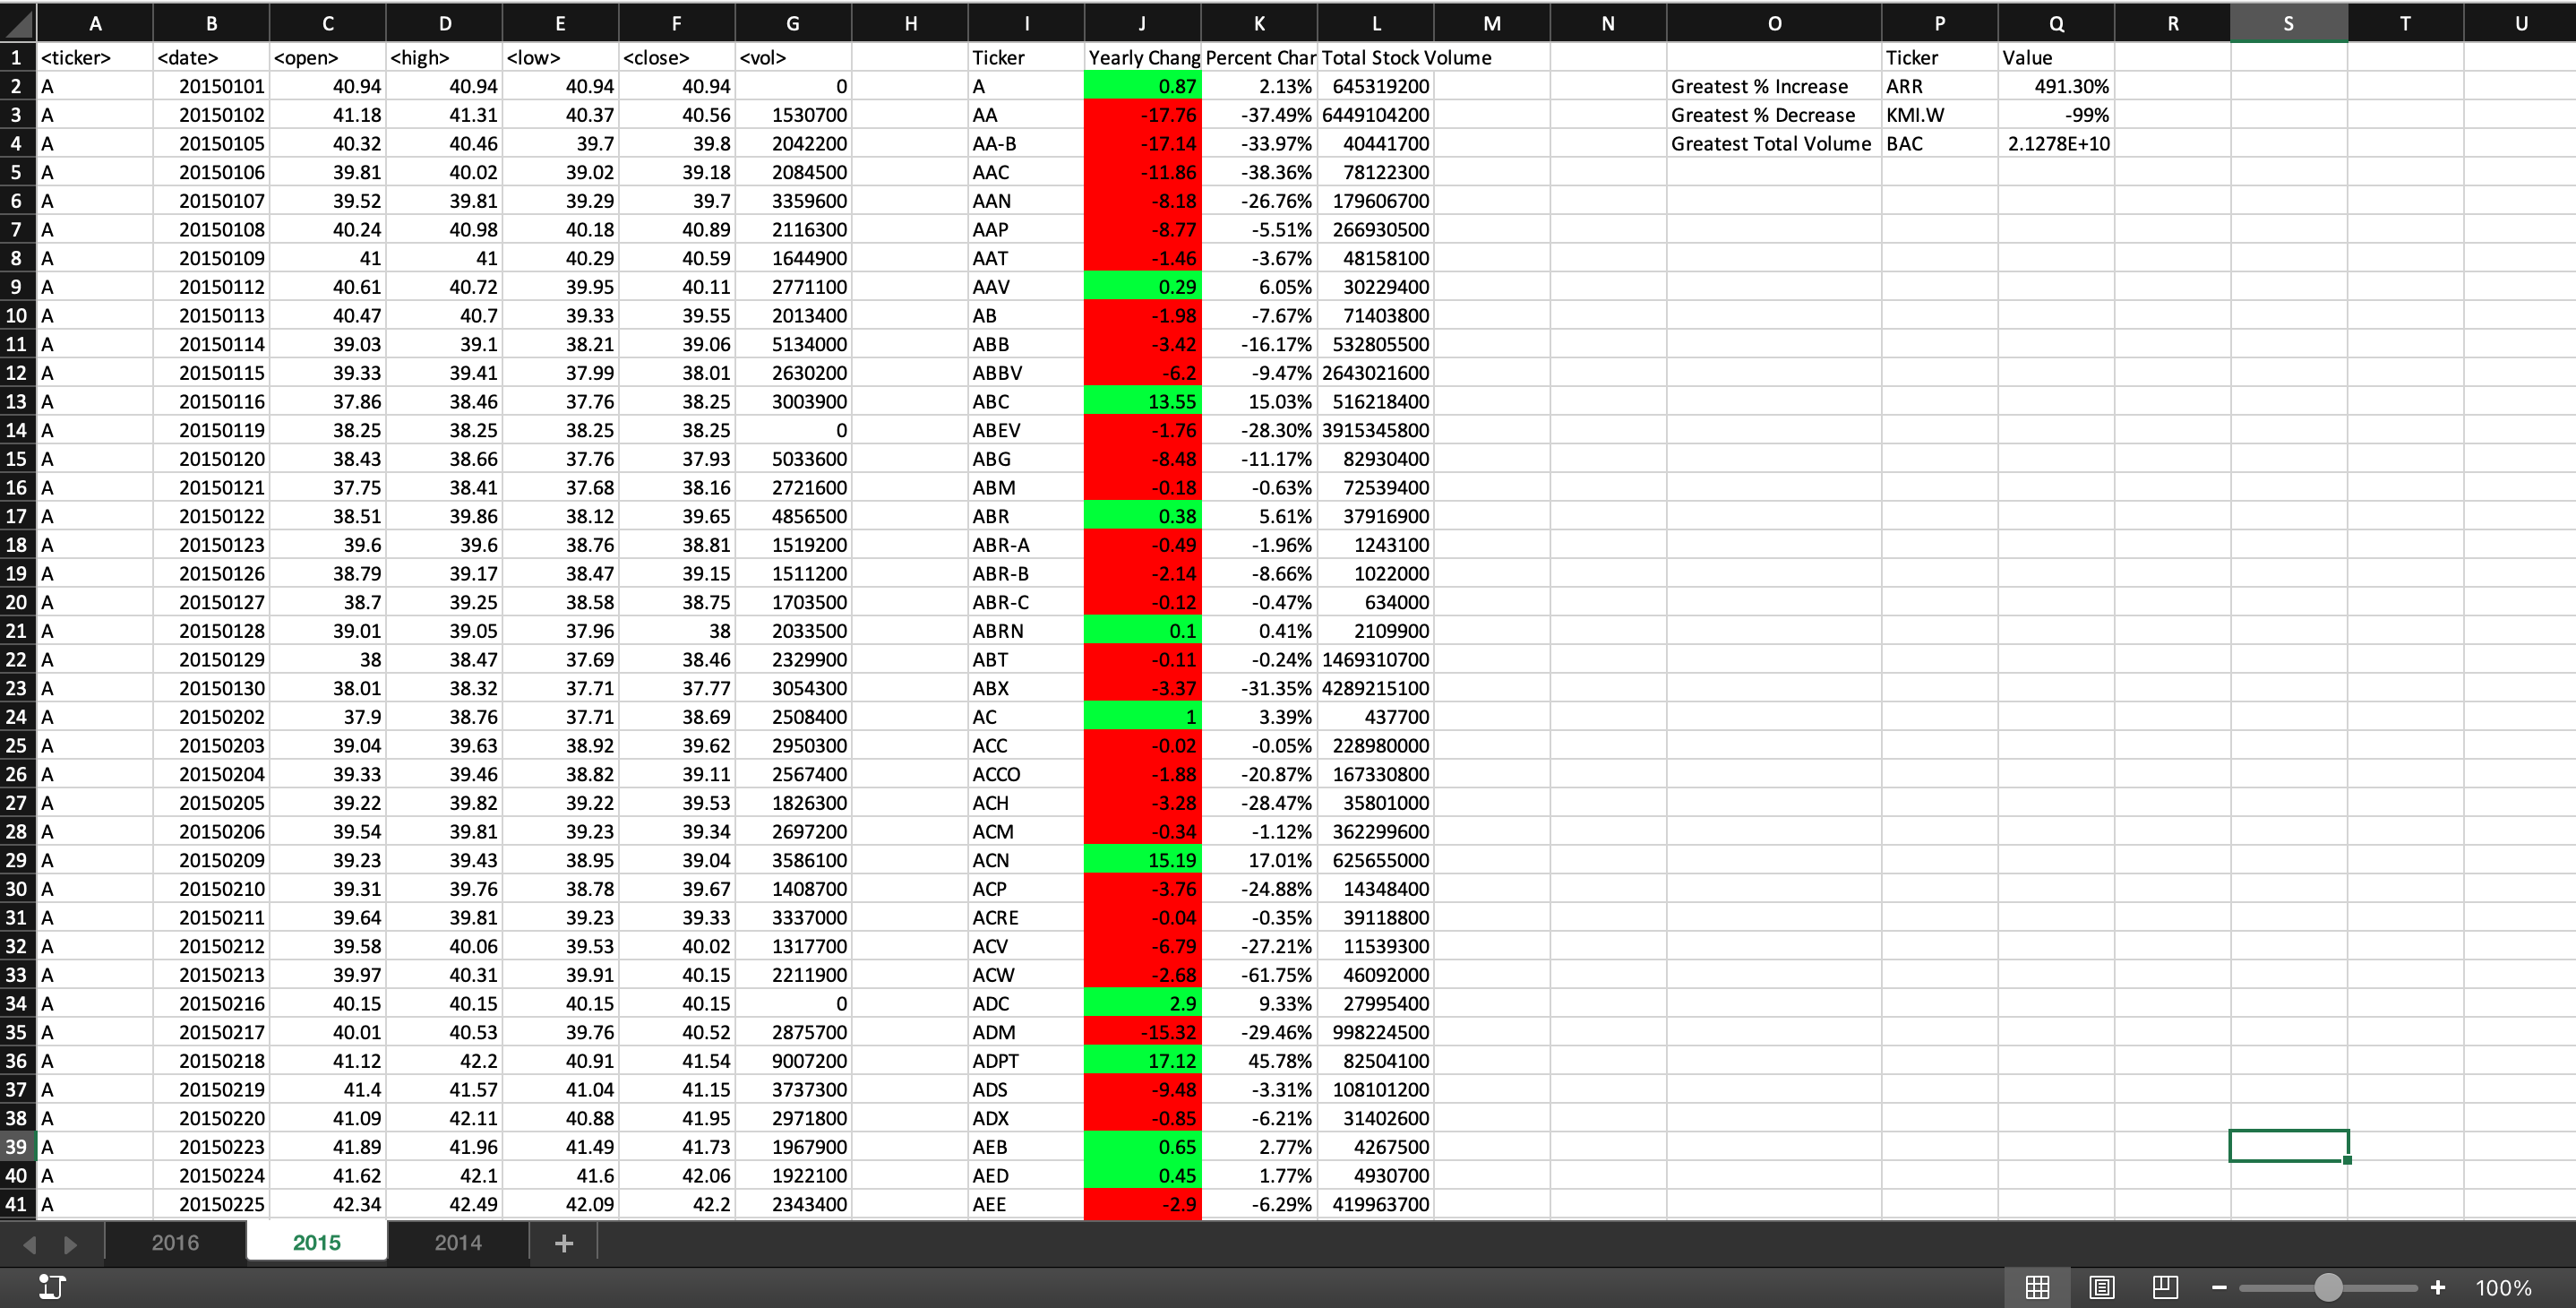 A B C D E F G H I J K L M N O P Q R S T U
1 <ticker> <date> <open> <high> <low> <close> <vol> Ticker Yearly Chang Percent Char Total Stock Volume Ticker Value
2 A 20150101 40.94 40.94 40.94 40.94 0 A 0.87 2.13% 645319200 Greatest % Increase ARR 491.30%
3 A 20150102 41.18 41.31 40.37 40.56 1530700 AA -17.76 -37.49% 6449104200 Greatest % Decrease KMI.W -99%
4 A 20150105 40.32 40.46 39.7 39.8 2042200 AA-B -17.14 -33.97% 40441700 Greatest Total Volume BAC 2.1278E+10
5 A 20150106 39.81 40.02 39.02 39.18 2084500 AAC -11.86 -38.36% 78122300
6 A 20150107 39.52 39.81 39.29 39.7 3359600 AAN -8.18 -26.76% 179606700
7 A 20150108 40.24 40.98 40.18 40.89 2116300 AAP -8.77 -5.51% 266930500
8 A 20150109 41 41 40.29 40.59 1644900 AAT -1.46 -3.67% 48158100
9 A 20150112 40.61 40.72 39.95 40.11 2771100 AAV 0.29 6.05% 30229400
10 A 20150113 40.47 40.7 39.33 39.55 2013400 AB -1.98 -7.67% 71403800
11 A 20150114 39.03 39.1 38.21 39.06 5134000 ABB -3.42 -16.17% 532805500
12 A 20150115 39.33 39.41 37.99 38.01 2630200 ABBV -6.2 -9.47% 2643021600
13 A 20150116 37.86 38.46 37.76 38.25 3003900 ABC 13.55 15.03% 516218400
14 A 20150119 38.25 38.25 38.25 38.25 0 ABEV -1.76 -28.30% 3915345800
15 A 20150120 38.43 38.66 37.76 37.93 5033600 ABG -8.48 -11.17% 82930400
16 A 20150121 37.75 38.41 37.68 38.16 2721600 ABM -0.18 -0.63% 72539400
17 A 20150122 38.51 39.86 38.12 39.65 4856500 ABR 0.38 5.61% 37916900
18 A 20150123 39.6 39.6 38.76 38.81 1519200 ABR-A -0.49 -1.96% 1243100
19 A 20150126 38.79 39.17 38.47 39.15 1511200 ABR-B -2.14 -8.66% 1022000
20 A 20150127 38.7 39.25 38.58 38.75 1703500 ABR-C -0.12 -0.47% 634000
21 A 20150128 39.01 39.05 37.96 38 2033500 ABRN 0.1 0.41% 2109900
22 A 20150129 38 38.47 37.69 38.46 2329900 ABT -0.11 -0.24% 1469310700
23 A 20150130 38.01 38.32 37.71 37.77 3054300 ABX -3.37 -31.35% 4289215100
24 A 20150202 37.9 38.76 37.71 38.69 2508400 AC 1 3.39% 437700
25 A 20150203 39.04 39.63 38.92 39.62 2950300 ACC -0.02 -0.05% 228980000
26 A 20150204 39.33 39.46 38.82 39.11 2567400 ACCO -1.88 -20.87% 167330800
27 A 20150205 39.22 39.82 39.22 39.53 1826300 ACH -3.28 -28.47% 35801000
28 A 20150206 39.54 39.81 39.23 39.34 2697200 ACM -0.34 -1.12% 362299600
29 A 20150209 39.23 39.43 38.95 39.04 3586100 ACN 15.19 17.01% 625655000
30 A 20150210 39.31 39.76 38.78 39.67 1408700 ACP -3.76 -24.88% 14348400
31 A 20150211 39.64 39.81 39.23 39.33 3337000 ACRE -0.04 -0.35% 39118800
32 A 20150212 39.58 40.06 39.53 40.02 1317700 ACV -6.79 -27.21% 11539300
33 A 20150213 39.97 40.31 39.91 40.15 2211900 ACW -2.68 -61.75% 46092000
34 A 20150216 40.15 40.15 40.15 40.15 0 ADC 2.9 9.33% 27995400
35 A 20150217 40.01 40.53 39.76 40.52 2875700 ADM -15.32 -29.46% 998224500
36 A 20150218 41.12 42.2 40.91 41.54 9007200 ADPT 17.12 45.78% 82504100
37 A 20150219 41.4 41.57 41.04 41.15 3737300 ADS -9.48 -3.31% 108101200
38 A 20150220 41.09 42.11 40.88 41.95 2971800 ADX -0.85 -6.21% 31402600
39 A 20150223 41.89 41.96 41.49 41.73 1967900 AEB 0.65 2.77% 4267500
40 A 20150224 41.62 42.1 41.6 42.06 1922100 AED 0.45 1.77% 4930700
41 A 20150225 42.34 42.49 42.09 42.2 2343400 AEE -2.9 -6.29% 419963700
2016 2015 2014 +
− + 100%